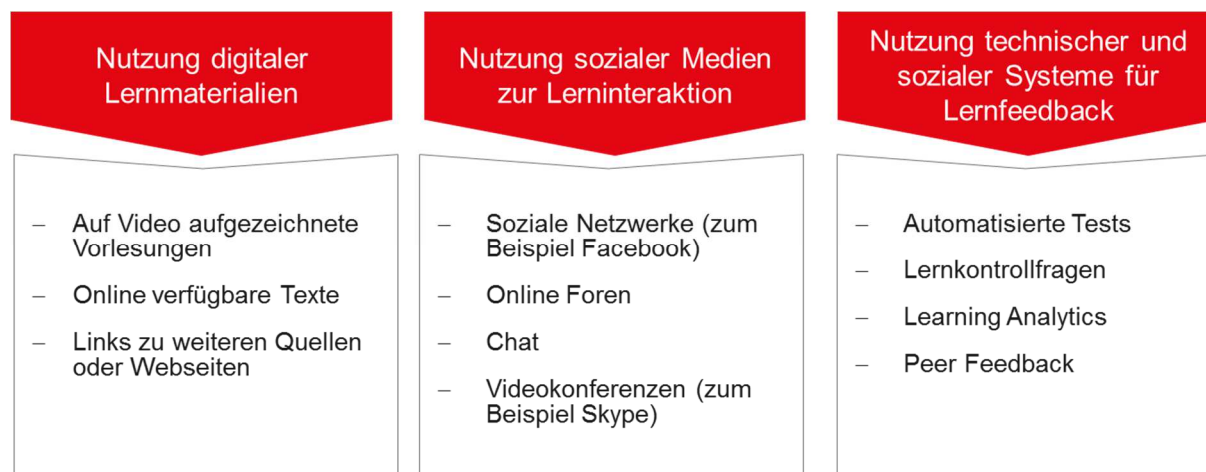 Nutzung digitaler
Lernmaterialien
– Auf Video aufgezeichnete
Vorlesungen
– Online verfügbare Texte
– Links zu weiteren Quellen
oder Webseiten
Nutzung sozialer Medien
zur Lerninteraktion
– Soziale Netzwerke (zum
Beispiel Facebook)
– Online Foren
– Chat
– Videokonferenzen (zum
Beispiel Skype)
Nutzung technischer und
sozialer Systeme für
Lernfeedback
– Automatisierte Tests
– Lernkontrollfragen
– Learning Analytics
– Peer Feedback